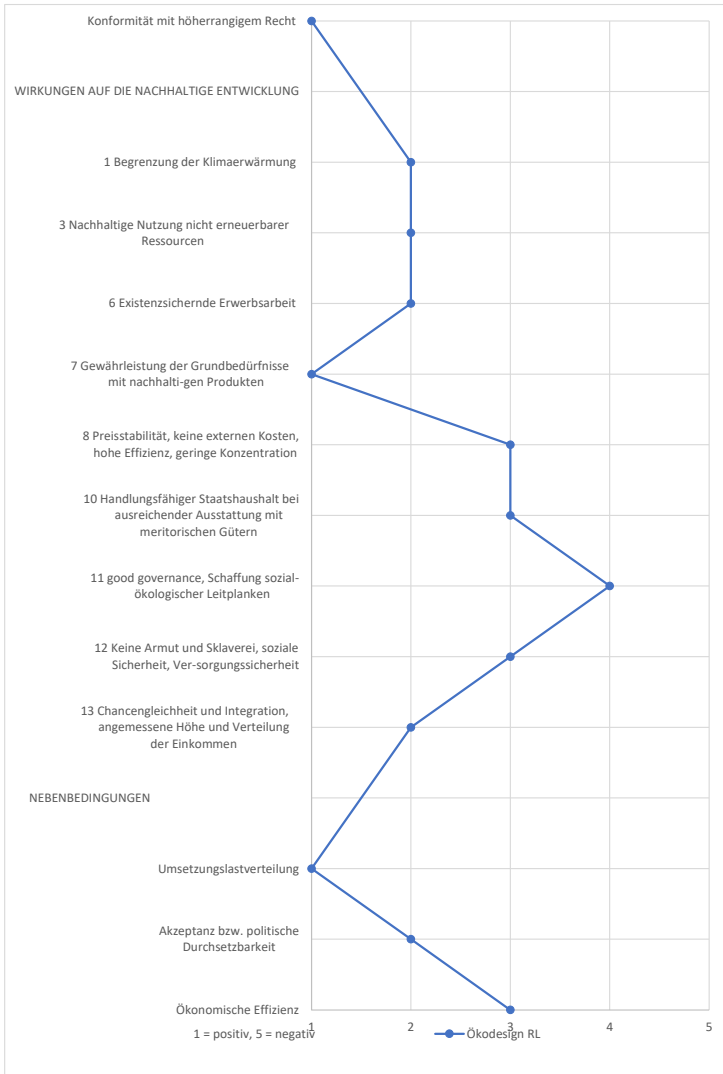 Konformität mit höherrangigem Recht
WIRKUNGEN AUF DIE NACHHALTIGE ENTWICKLUNG
1 Begrenzung der Klimaerwärmung
3 Nachhaltige Nutzung nicht erneuerbarer
Ressourcen
6 Existenzsichernde Erwerbsarbeit
7 Gewährleistung der Grundbedürfnisse
mit nachhalti-gen Produkten
8 Preisstabilität, keine externen Kosten,
hohe Effizienz, geringe Konzentration
10 Handlungsfähiger Staatshaushalt bei
ausreichender Ausstattung mit
meritorischen Gütern
11 good governance, Schaffung sozial-
ökologischer Leitplanken
12 Keine Armut und Sklaverei, soziale
Sicherheit, Ver-sorgungssicherheit
13 Chancengleichheit und Integration,
angemessene Höhe und Verteilung
der Einkommen
NEBENBEDINGUNGEN
Umsetzungslastverteilung
Akzeptanz bzw. politische
Durchsetzbarkeit
Ökonomische Effizienz
1 2 3 4 5
1 = positiv, 5 = negativ
Ökodesign RL